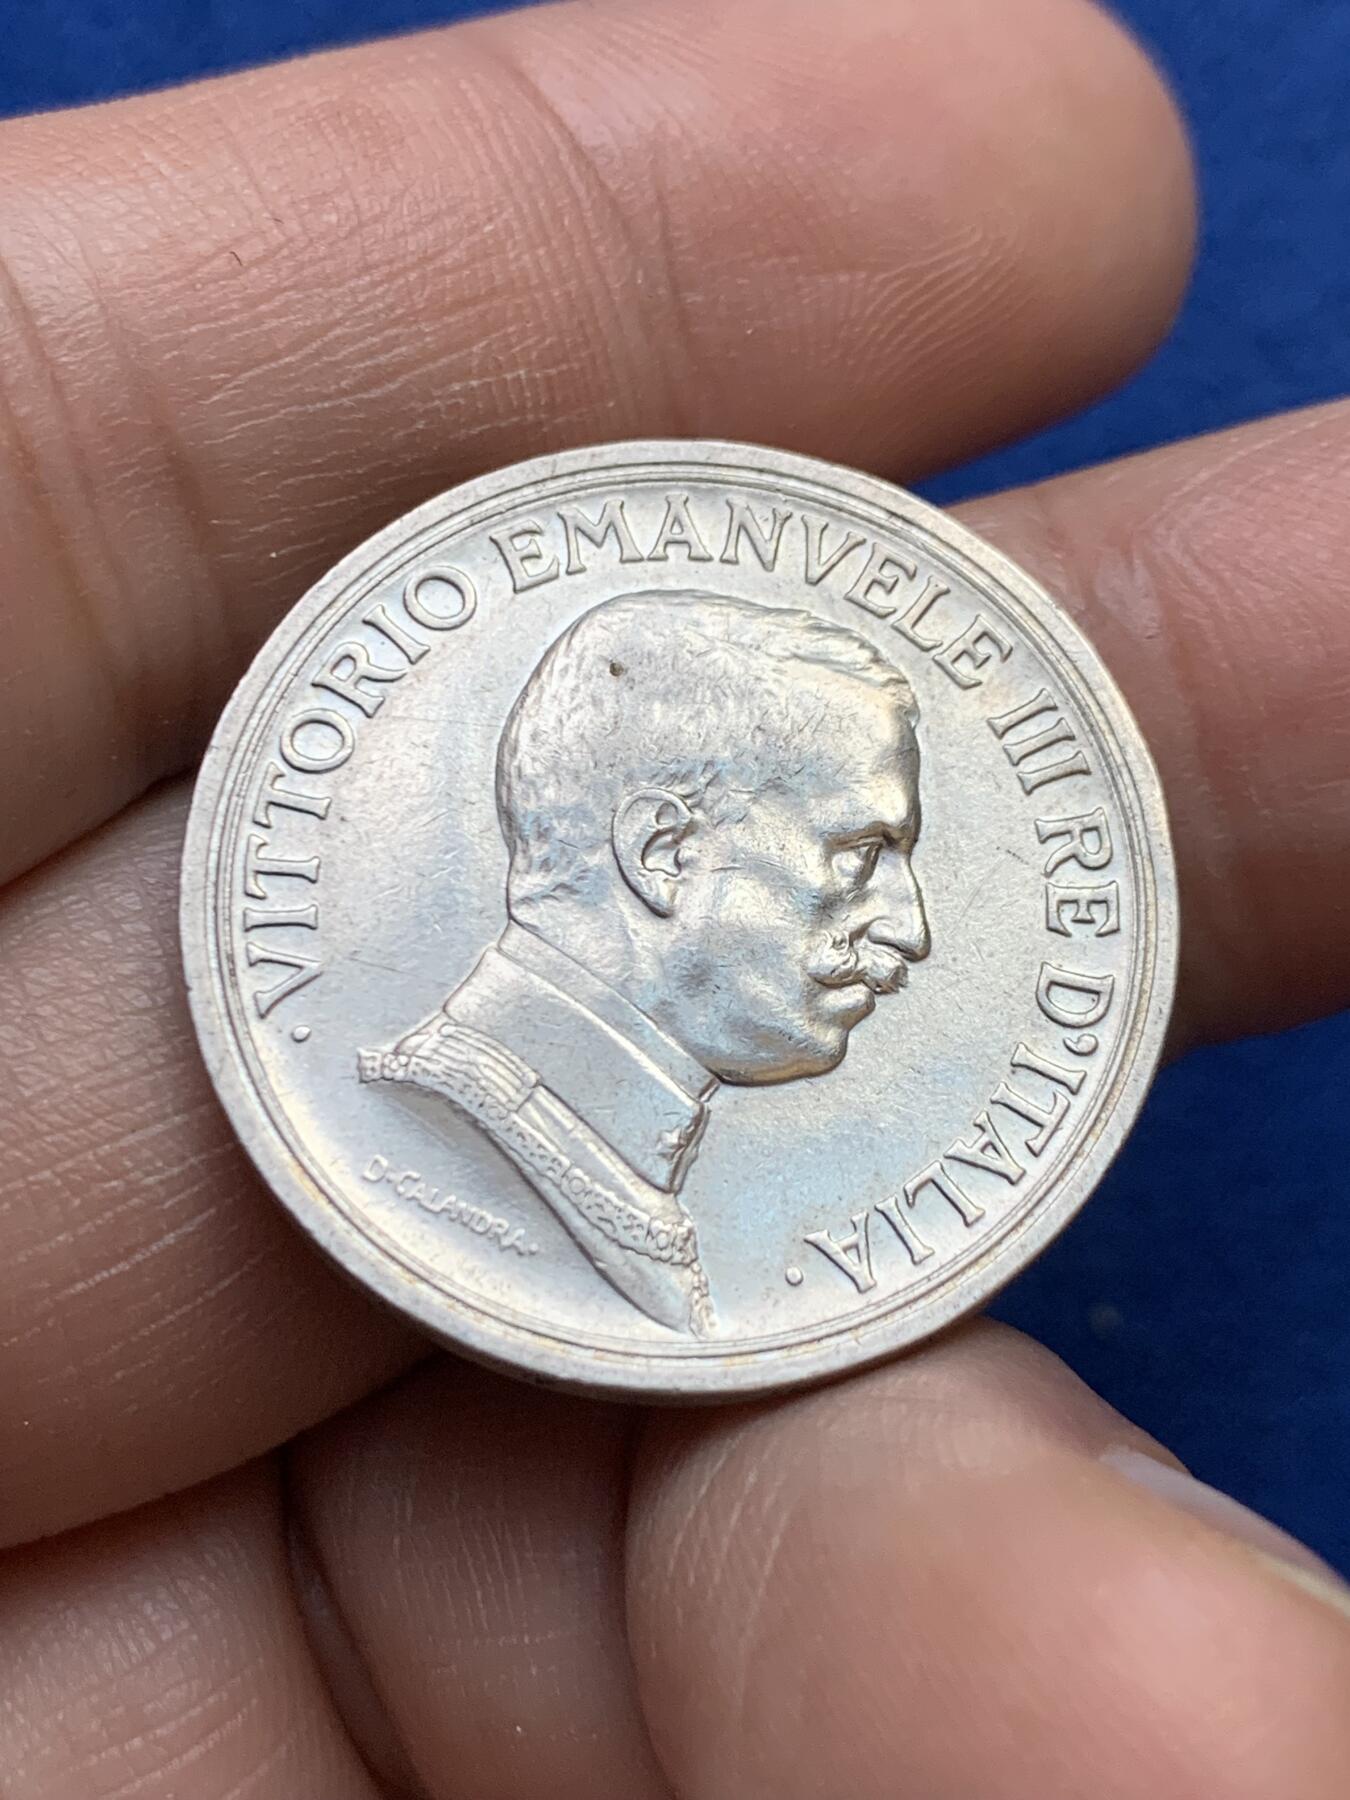 · VITTORIO EMANVELE III RE D'ITALIA ·
D·CALANDRA·